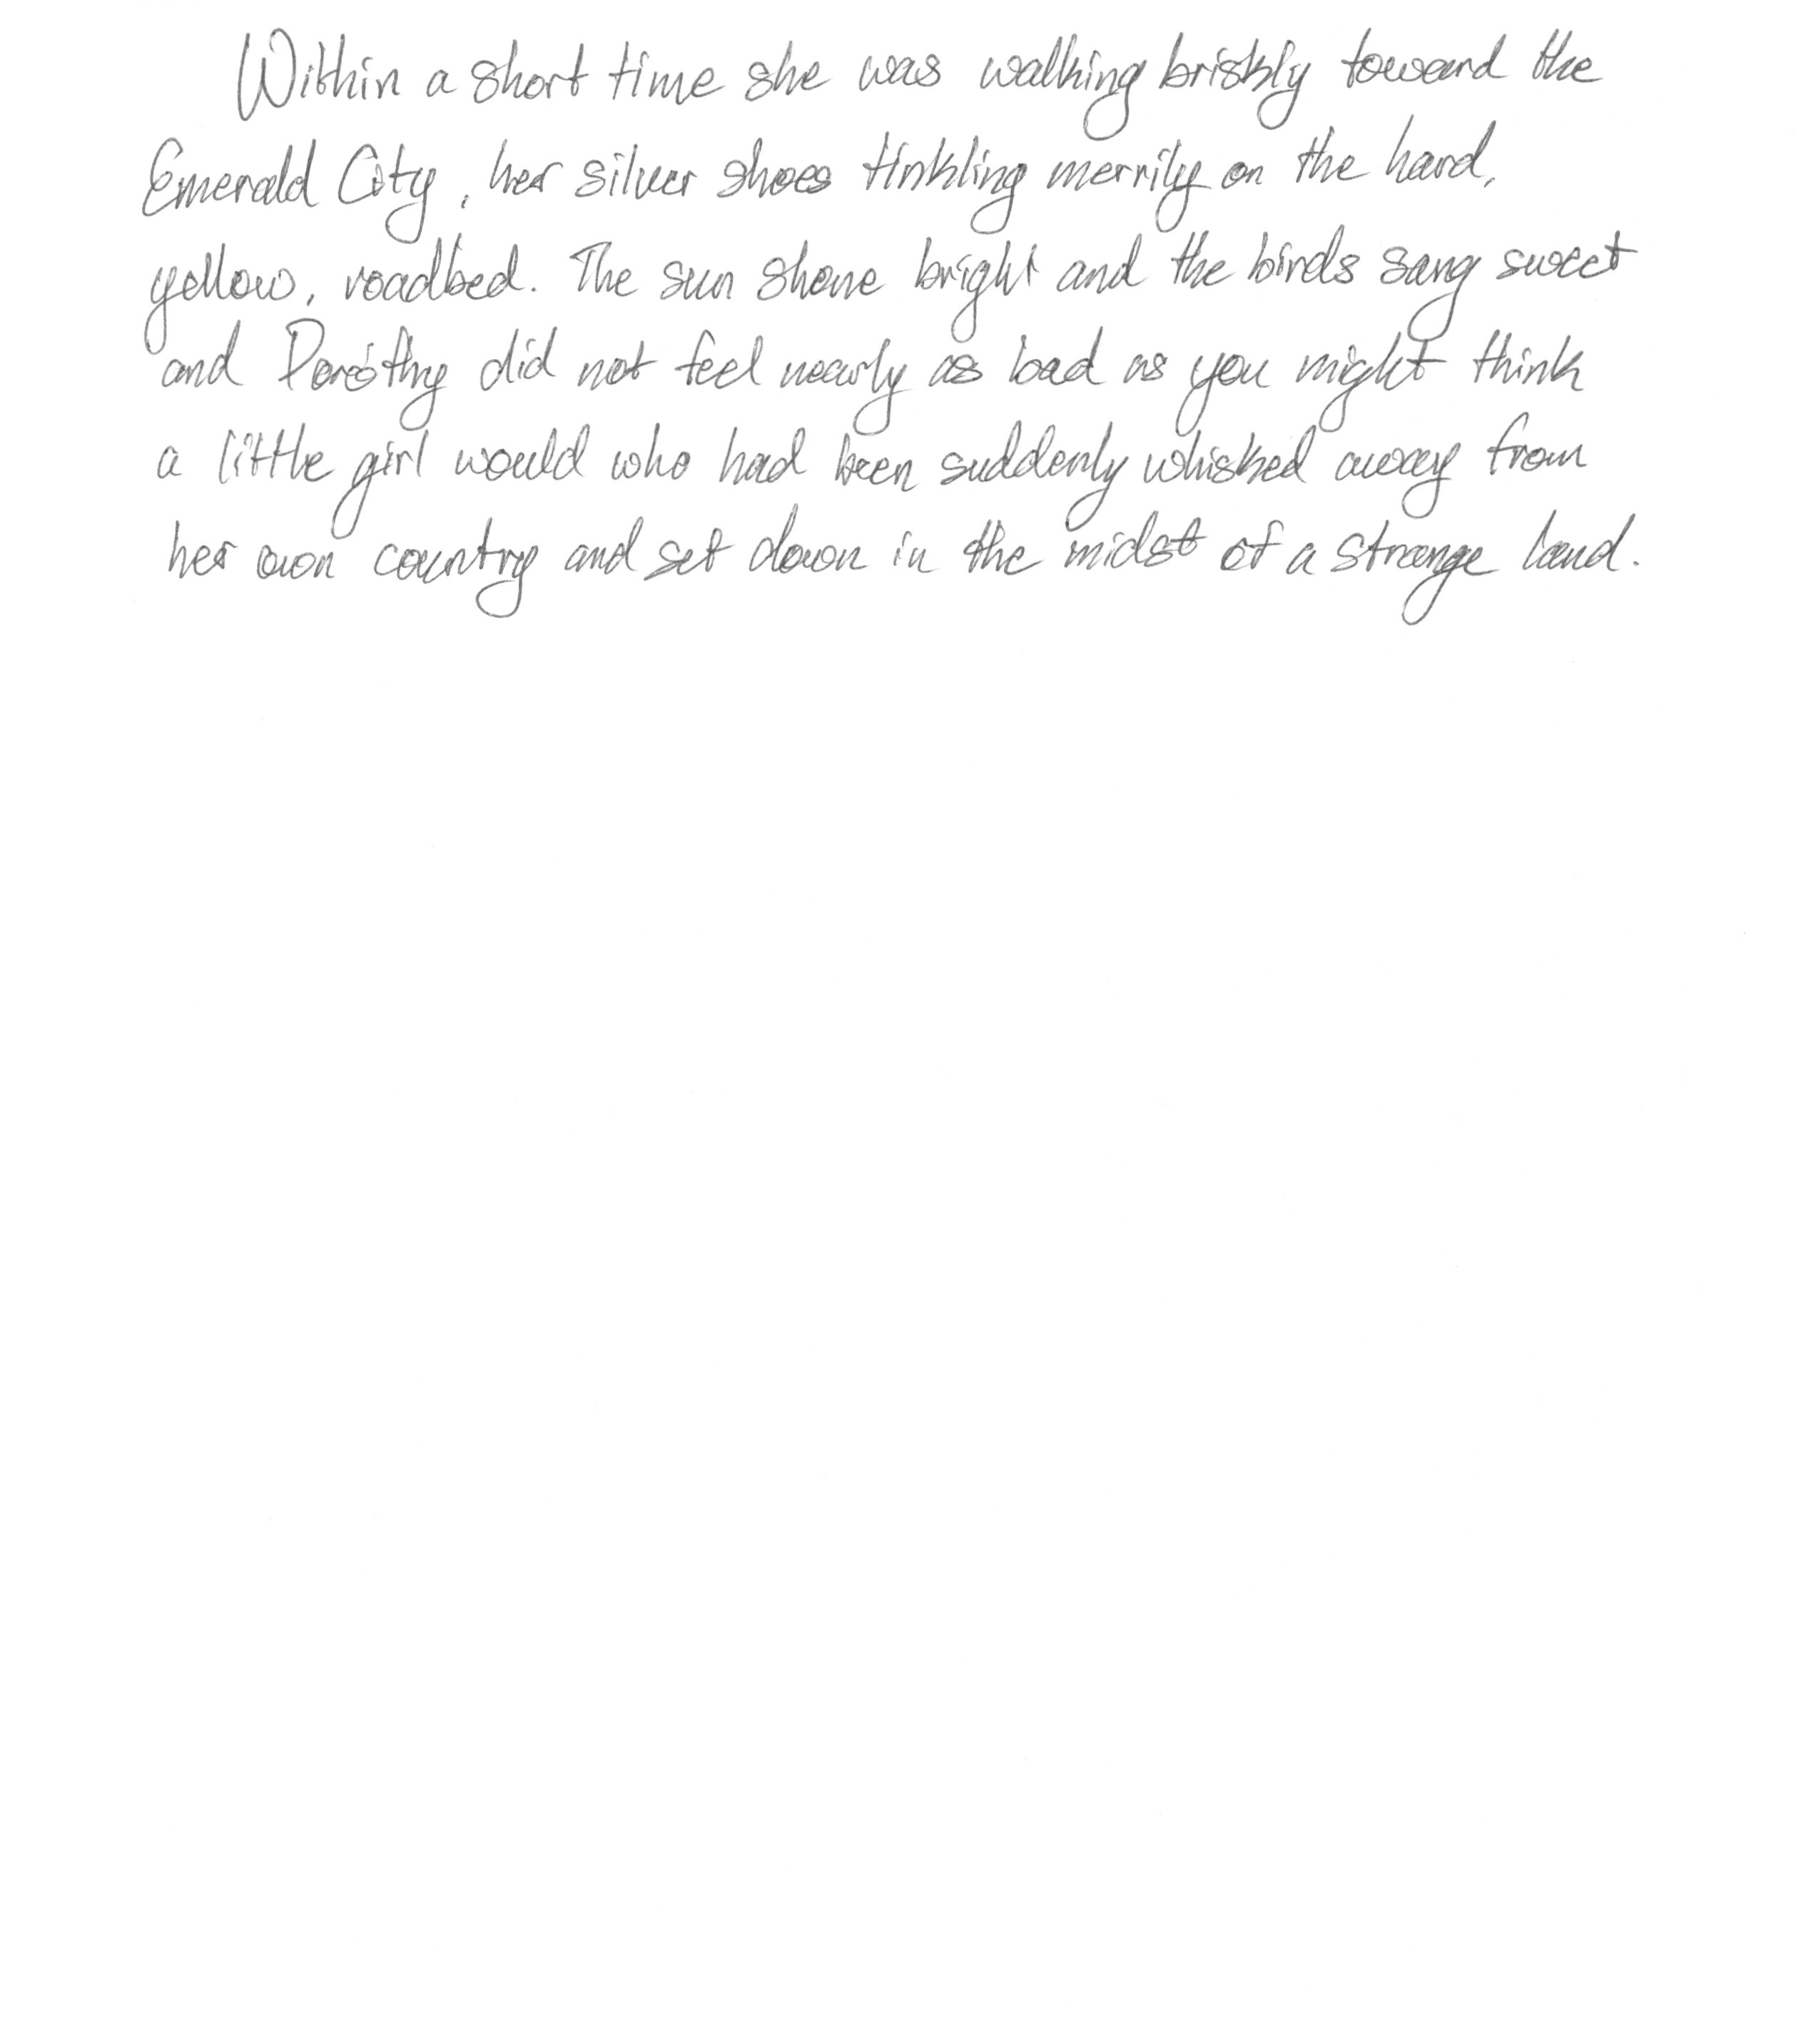 Within a short time she was walking briskly toward the
Emerald City, her silver shoes tinkling merrily on the hard,
yellow, roadbed. The sun shone bright and the birds sang sweet
and Dorothy did not feel nearly as bad as you might think
a little girl would who had been suddenly whisked away from
her own country and set down in the midst of a strange land.